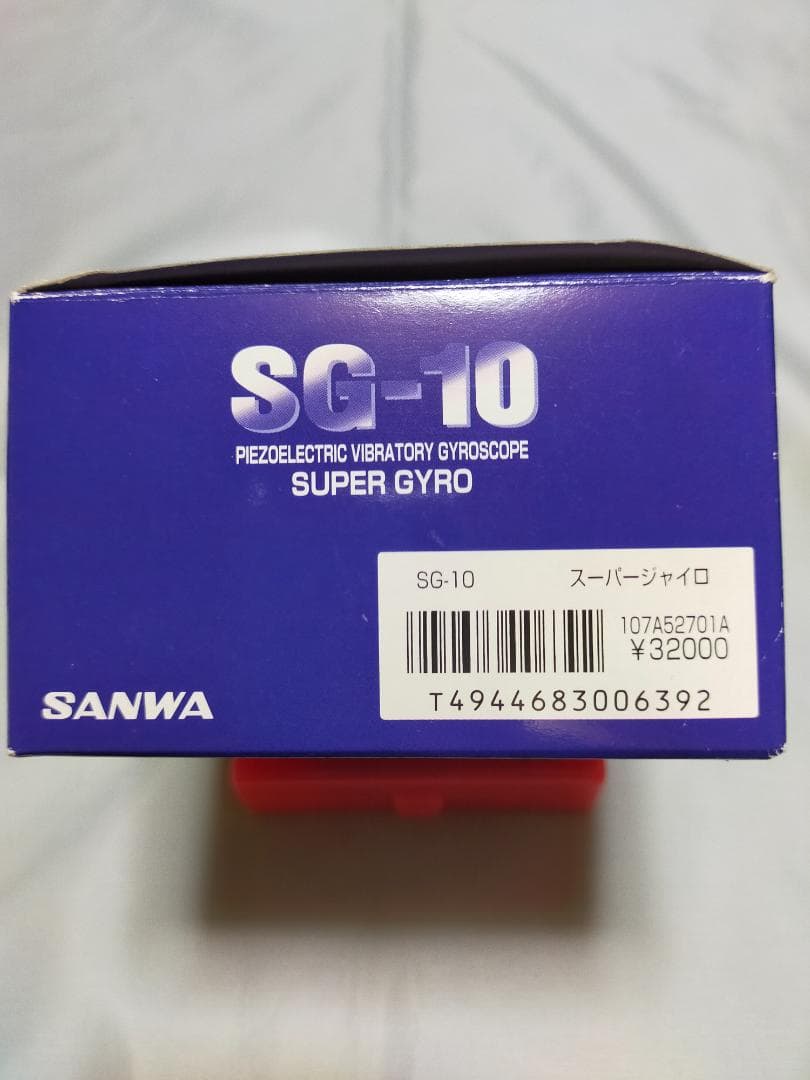 SG-10
PIEZOELECTRIC VIBRATORY GYROSCOPE
SUPER GYRO
SG-10 スーパージャイロ
107A52701A
¥32000
T4944683006392
SANWA